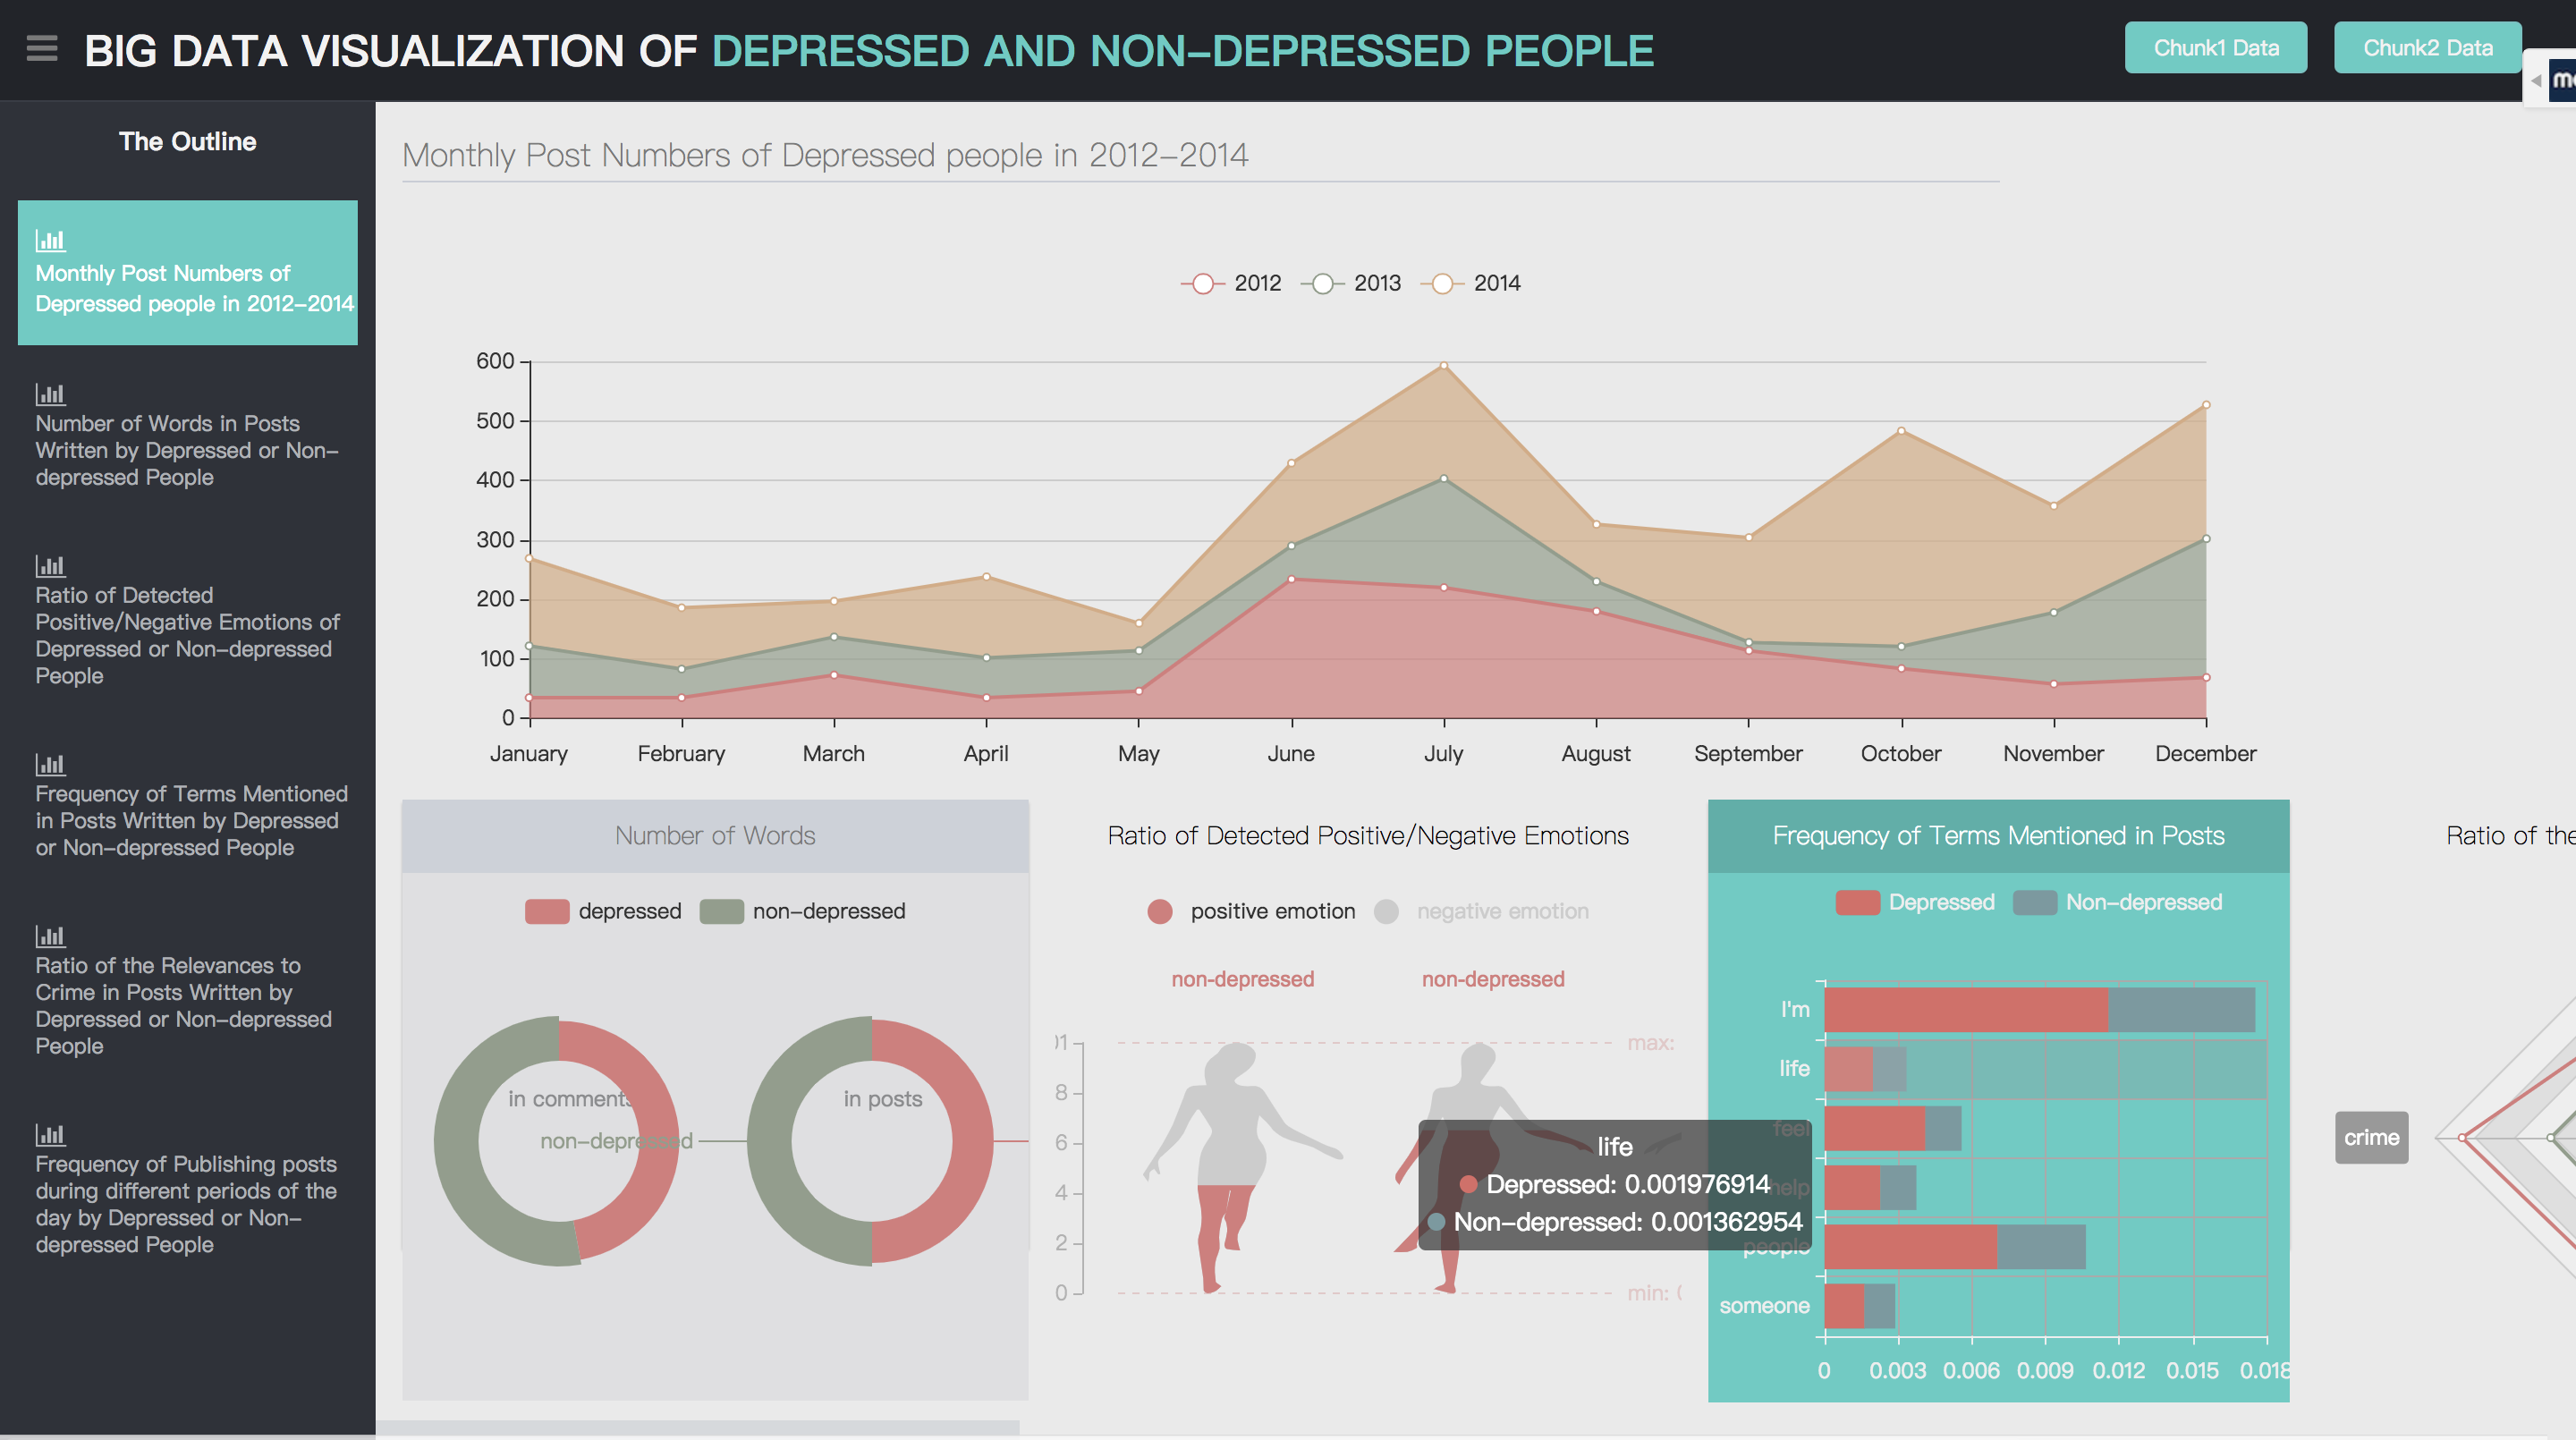 BIG DATA VISUALIZATION OF DEPRESSED AND NON-DEPRESSED PEOPLE
Chunk1 Data
Chunk2 Data
The Outline
Monthly Post Numbers of
Depressed people in 2012-2014
Number of Words in Posts
Written by Depressed or Non-
depressed People
Ratio of Detected
Positive/Negative Emotions of
Depressed or Non-depressed
People
Frequency of Terms Mentioned
in Posts Written by Depressed
or Non-depressed People
Ratio of the Relevances to
Crime in Posts Written by
Depressed or Non-depressed
People
Frequency of Publishing posts
during different periods of the
day by Depressed or Non-
depressed People
Monthly Post Numbers of Depressed people in 2012-2014
2012 2013 2014
600
500
400
300
200
100
0
January February March April May June July August September October November December
Number of Words
depressed non-depressed
in comments
non-depressed
in posts
Ratio of Detected Positive/Negative Emotions
positive emotion negative emotion
non-depressed non-depressed
max:
8
6
4
2
0
min:
life
Depressed: 0.001976914
Non-depressed: 0.001362954
Frequency of Terms Mentioned in Posts
Depressed Non-depressed
I'm
life
feel
help
people
someone
0 0.003 0.006 0.009 0.012 0.015 0.018
Ratio of the
crime